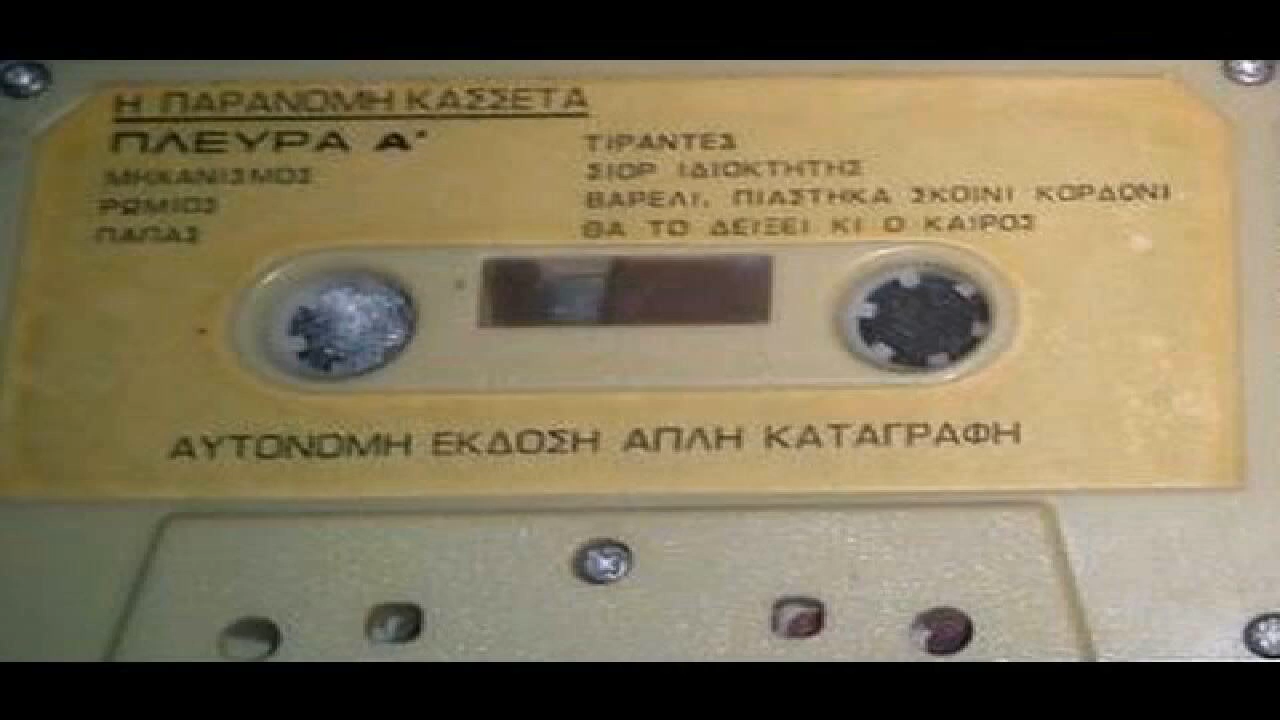 Η ΠΑΡΑΝΟΜΗ ΚΑΣΣΕΤΑ
ΠΛΕΥΡΑ Α'
ΜΗΧΑΝΙΣΜΟΣ
ΡΩΜΙΟΣ
ΠΑΠΑΣ
ΤΙΡΑΝΤΕΣ
ΣΙΟΡ ΙΔΙΟΚΤΗΤΗΣ
ΒΑΡΕΛΙ, ΠΙΑΣΤΗΚΑ ΣΚΟΙΝΙ ΚΟΡΔΟΝΙ
ΘΑ ΤΟ ΔΕΙΞΕΙ ΚΙ Ο ΚΑΙΡΟΣ
ΑΥΤΟΝΟΜΗ ΕΚΔΟΣΗ ΑΠΛΗ ΚΑΤΑΓΡΑΦΗ